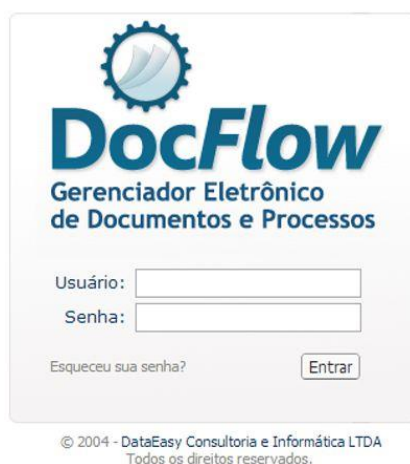 DocFlow
Gerenciador Eletrônico
de Documentos e Processos
Usuário:
Senha:
Esqueceu sua senha? Entrar
© 2004 - DataEasy Consultoria e Informática LTDA
Todos os direitos reservados.